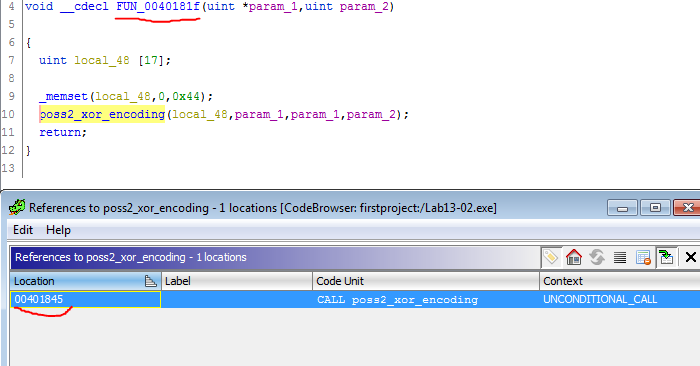 4 void __cdecl FUN_0040181f(uint *param_1,uint param_2)
5
6 {
7 uint local_48 [17];
8
9 _memset(local_48,0,0x44);
10 poss2_xor_encoding(local_48,param_1,param_1,param_2);
11 return;
12 }
13
References to poss2_xor_encoding - 1 locations [CodeBrowser: firstproject:/Lab13-02.exe]
Edit Help
References to poss2_xor_encoding - 1 locations
Location Label Code Unit Context
00401845 CALL poss2_xor_encoding UNCONDITIONAL_CALL